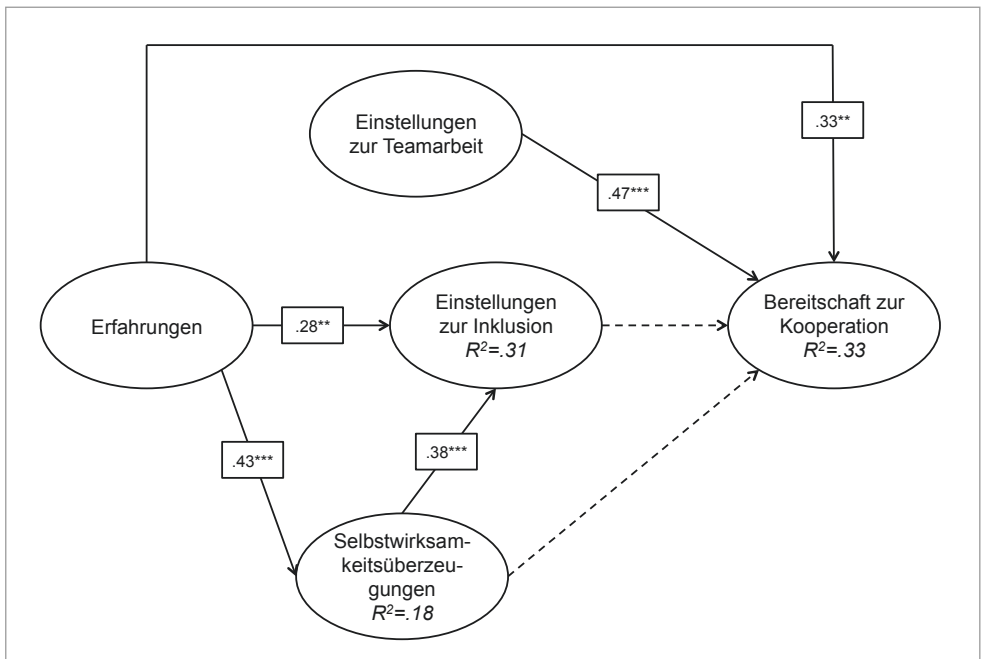 Einstellungen
zur Teamarbeit
.33**
.47***
Erfahrungen
.28**
Einstellungen
zur Inklusion
R²=.31
Bereitschaft zur
Kooperation
R²=.33
.43***
.38***
Selbstwirksam-
keitsüberzeu-
gungen
R²=.18